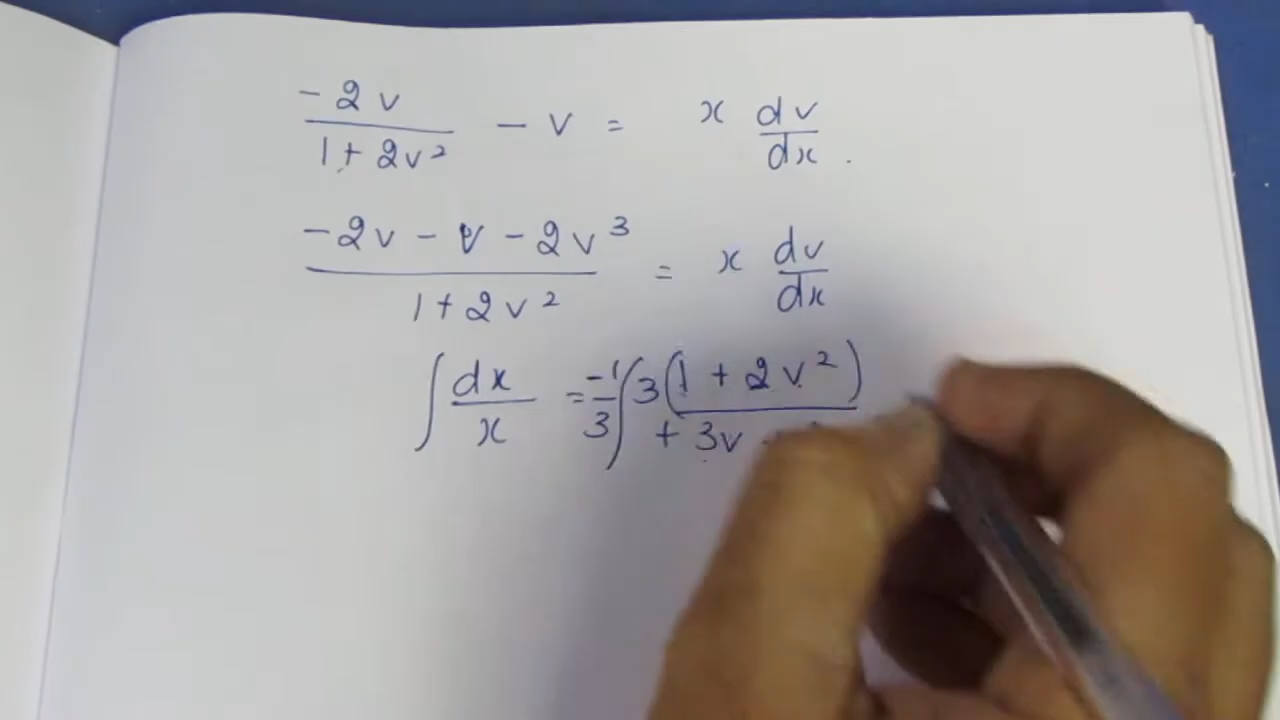 -2v / 1+2v² - v = x dv/dx .
-2v - v - 2v³ / 1+2v² = x dv/dx
∫ dx/x = -1/3 ∫ 3(1+2v²) / +3v